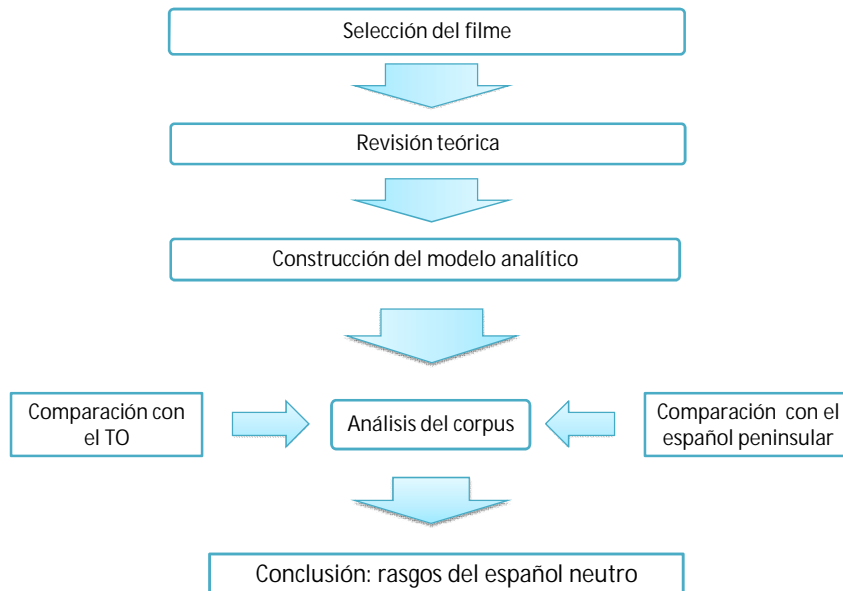 Selección del filme
Revisión teórica
Construcción del modelo analítico
Comparación con
el TO
Análisis del corpus
Comparación con el
español peninsular
Conclusión: rasgos del español neutro